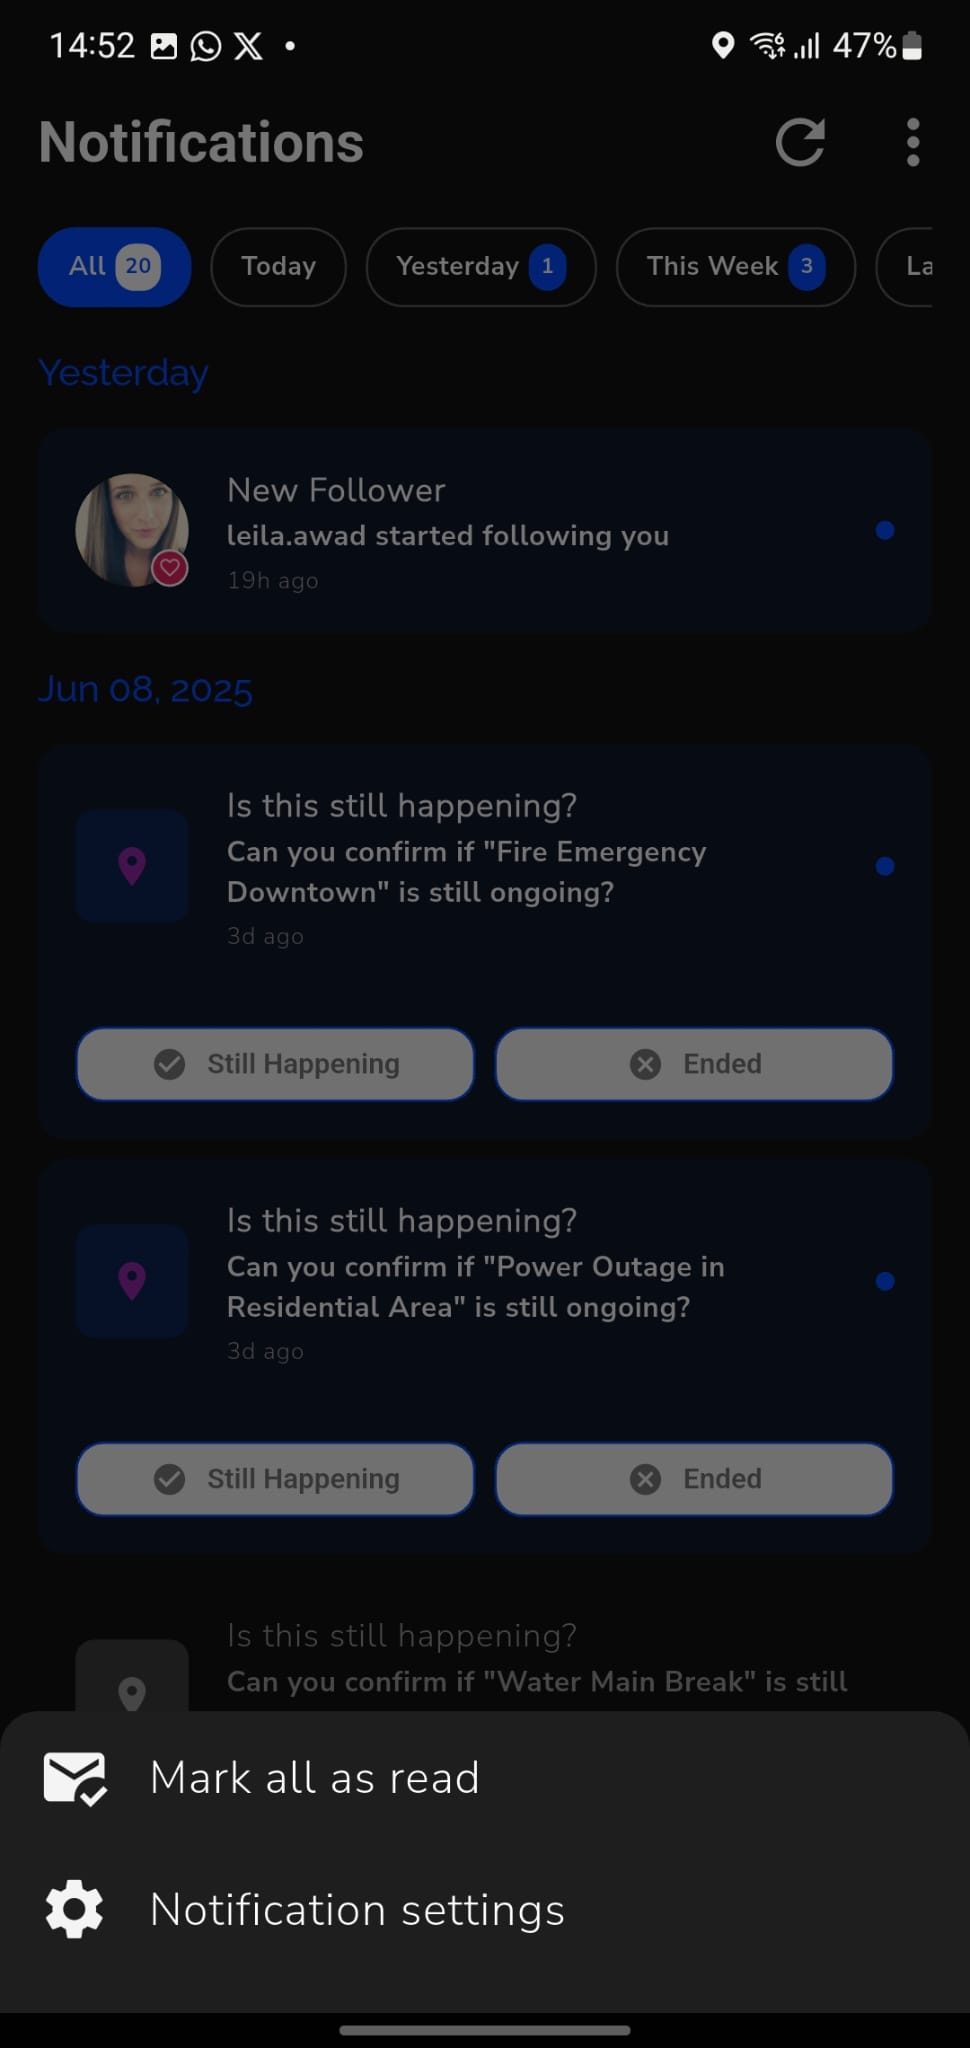 14:52 47%
Notifications
All 20 Today Yesterday 1 This Week 3 La
Yesterday
New Follower
leila.awad started following you
19h ago
Jun 08, 2025
Is this still happening?
Can you confirm if "Fire Emergency
Downtown" is still ongoing?
3d ago
Still Happening Ended
Is this still happening?
Can you confirm if "Power Outage in
Residential Area" is still ongoing?
3d ago
Still Happening Ended
Is this still happening?
Can you confirm if "Water Main Break" is still
Mark all as read
Notification settings